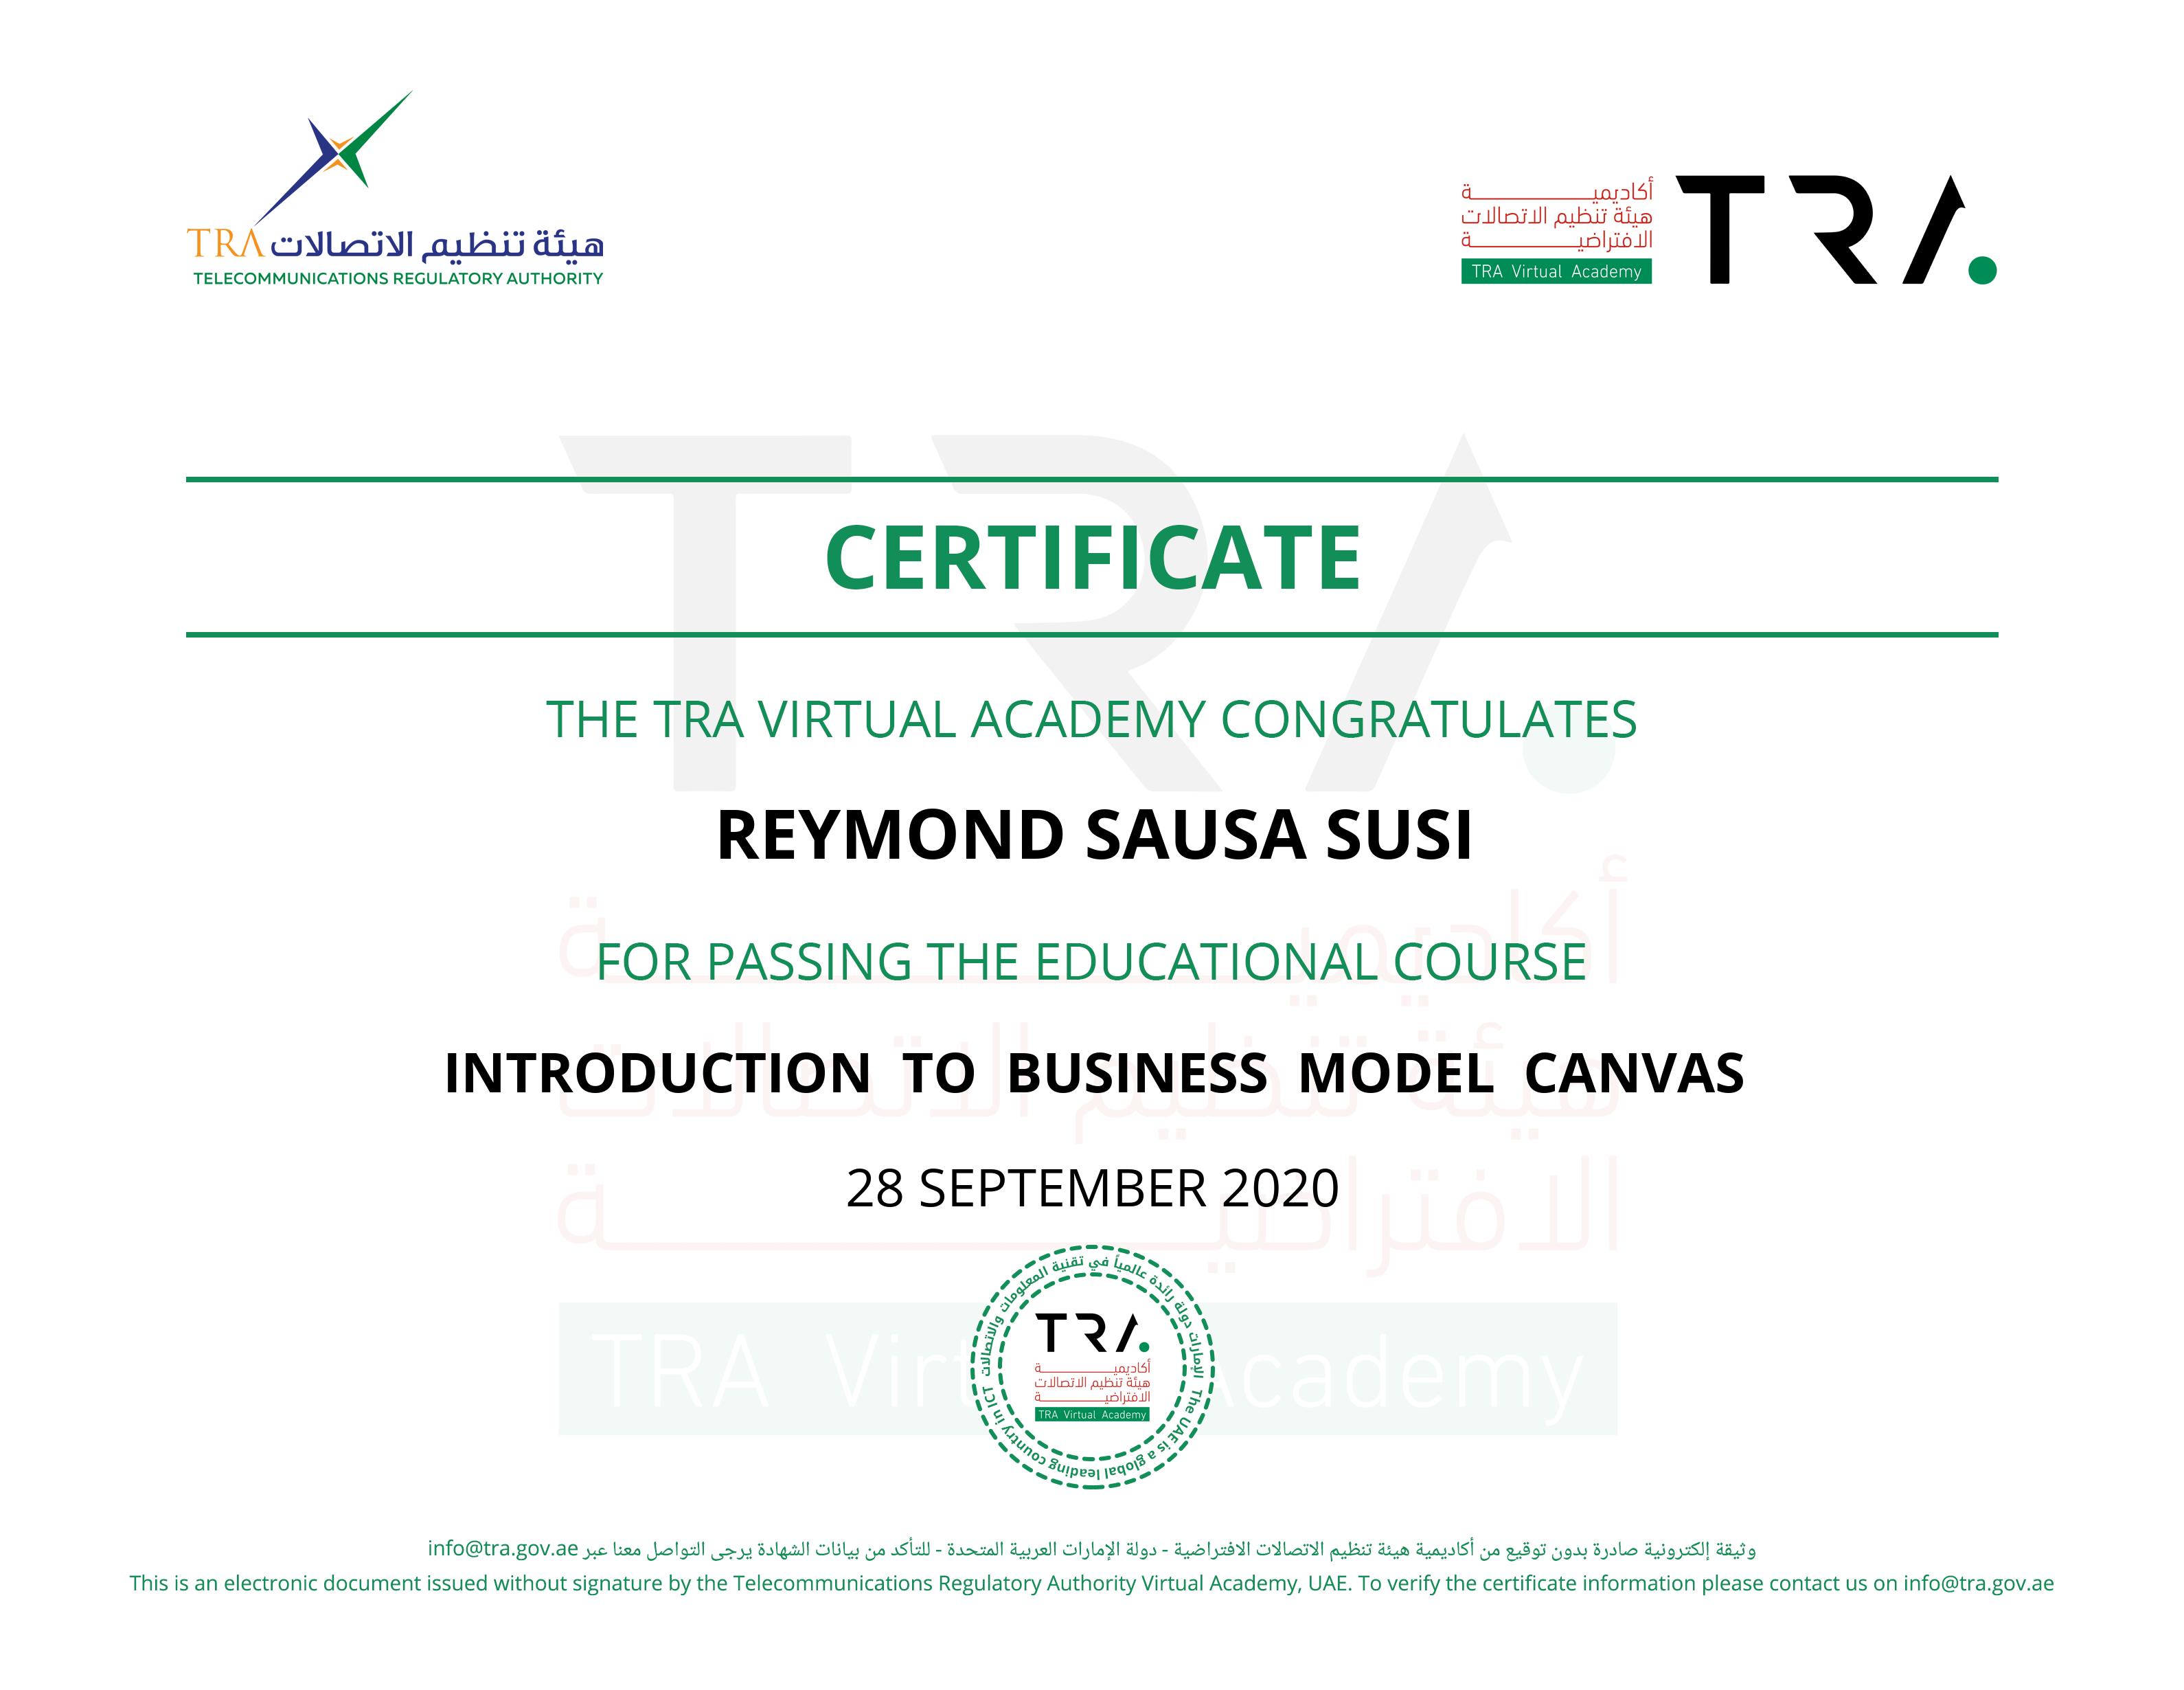 TRA هيئة تنظيم الاتصالات
TELECOMMUNICATIONS REGULATORY AUTHORITY
أكاديميـــة
هيئة تنظيم الاتصالات
الافتراضيـــة
TRA Virtual Academy
TRA
CERTIFICATE
THE TRA VIRTUAL ACADEMY CONGRATULATES
REYMOND SAUSA SUSI
FOR PASSING THE EDUCATIONAL COURSE
INTRODUCTION TO BUSINESS MODEL CANVAS
28 SEPTEMBER 2020
الإمارات دولة رائدة عالمياً في تقنية المعلومات والاتصالات
The UAE is a global leading country in ICT
TRA
أكاديميـــة
هيئة تنظيم الاتصالات
الافتراضيـــة
TRA Virtual Academy
وثيقة إلكترونية صادرة بدون توقيع من أكاديمية هيئة تنظيم الاتصالات الافتراضية - دولة الإمارات العربية المتحدة - للتأكد من بيانات الشهادة يرجى التواصل معنا عبر info@tra.gov.ae
This is an electronic document issued without signature by the Telecommunications Regulatory Authority Virtual Academy, UAE. To verify the certificate information please contact us on info@tra.gov.ae